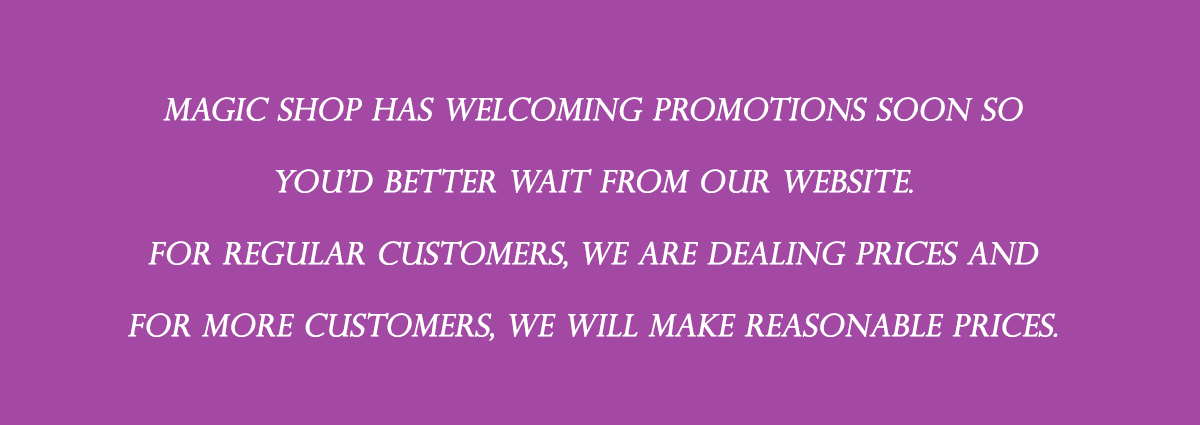 MAGIC SHOP HAS WELCOMING PROMOTIONS SOON SO
YOU’D BETTER WAIT FROM OUR WEBSITE.
FOR REGULAR CUSTOMERS, WE ARE DEALING PRICES AND
FOR MORE CUSTOMERS, WE WILL MAKE REASONABLE PRICES.